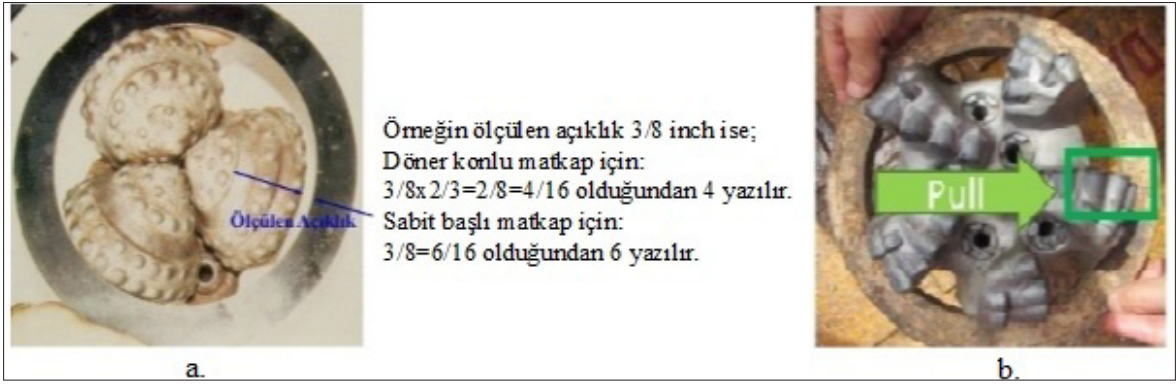 Örneğin ölçülen açıklık 3/8 inch ise;
Döner konlu matkap için:
3/8x2/3=2/8=4/16 olduğundan 4 yazılır.
Sabit başlı matkap için:
3/8=6/16 olduğundan 6 yazılır.
Ölçülen Açıklık
Pull
a.
b.